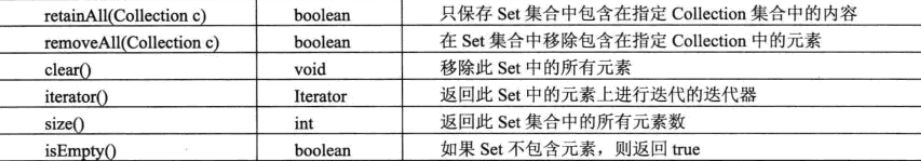 retainAll(Collection c) boolean 只保存 Set 集合中包含在指定 Collection 集合中的内容
removeAll(Collection c) boolean 在 Set 集合中移除包含在指定 Collection 中的元素
clear() void 移除此 Set 中的所有元素
iterator() Iterator 返回此 Set 中的元素上进行迭代的迭代器
size() int 返回此 Set 集合中的所有元素数
isEmpty() boolean 如果 Set 不包含元素，则返回 true